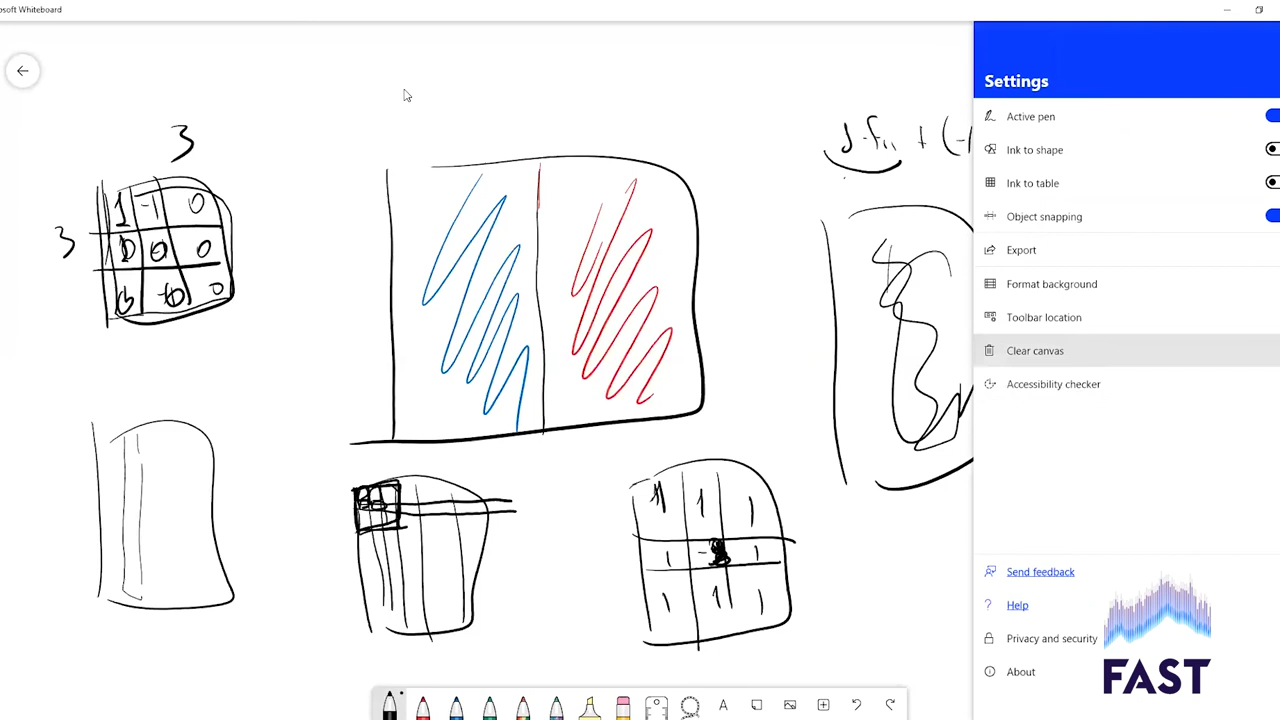 osoft Whiteboard
Settings
Active pen
Ink to shape
Ink to table
Object snapping
Export
Format background
Toolbar location
Clear canvas
Accessibility checker
Send feedback
Help
Privacy and security
About
FAST
3
3
1 -1 0
0 0 0
0 0 0
1 1 1
1 1
1 1 1